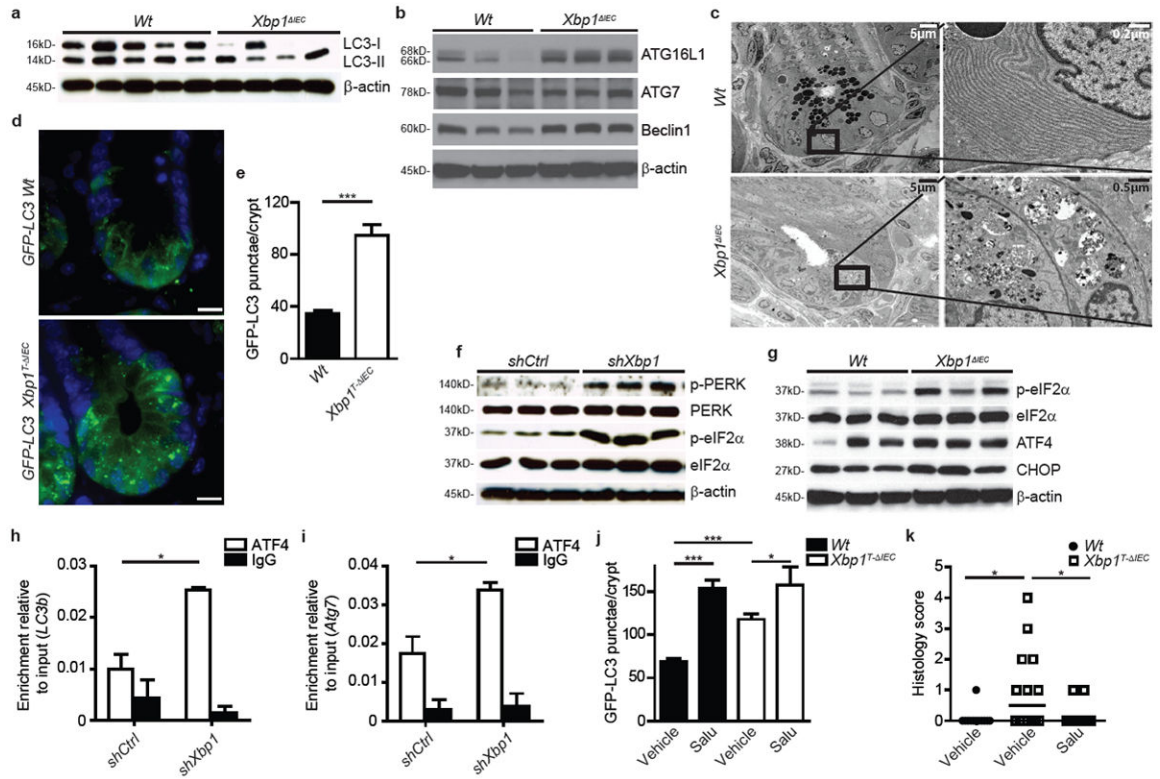 a
Wt
Xbp1ΔIEC
16kD-
LC3-I
14kD-
LC3-II
45kD-
β-actin
b
Wt
Xbp1ΔIEC
68kD-
66kD-
ATG16L1
78kD-
ATG7
60kD-
Beclin1
45kD-
β-actin
c
Wt
5μm
0.2μm
Xbp1ΔIEC
5μm
0.5μm
d
GFP-LC3 Wt
GFP-LC3 Xbp1T-ΔIEC
e
GFP-LC3 punctae/crypt
120
80
40
0
***
Wt
Xbp1T-ΔIEC
f
shCtrl
shXbp1
140kD-
p-PERK
140kD-
PERK
37kD-
p-eIF2α
37kD-
eIF2α
45kD-
β-actin
g
Wt
Xbp1ΔIEC
37kD-
p-eIF2α
37kD-
eIF2α
38kD-
ATF4
27kD-
CHOP
45kD-
β-actin
h
ATF4
IgG
Enrichment relative
to input (LC3b)
0.03
0.02
0.01
0.00
*
shCtrl
shXbp1
i
ATF4
IgG
Enrichment relative
to input (Atg7)
0.04
0.03
0.02
0.01
0.00
*
shCtrl
shXbp1
j
Wt
Xbp1T-ΔIEC
GFP-LC3 punctae/crypt
150
100
50
0
***
***
*
Vehicle
Salu
Vehicle
Salu
k
Wt
Xbp1T-ΔIEC
Histology score
5
4
3
2
1
0
*
*
Vehicle
Vehicle
Salu